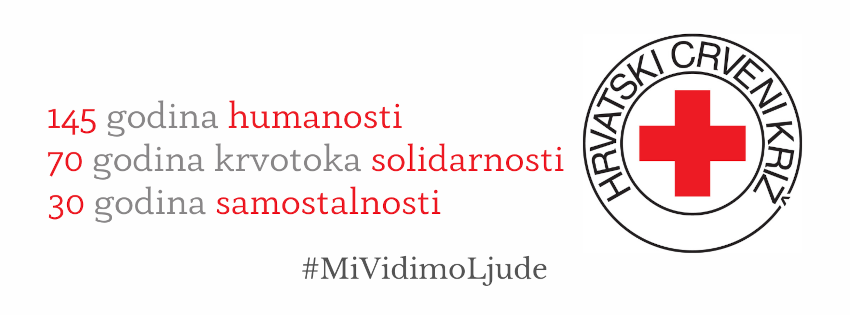 145 godina humanosti
70 godina krvotoka solidarnosti
30 godina samostalnosti
#MiVidimoLjude
HRVATSKI CRVENI KRIŽ